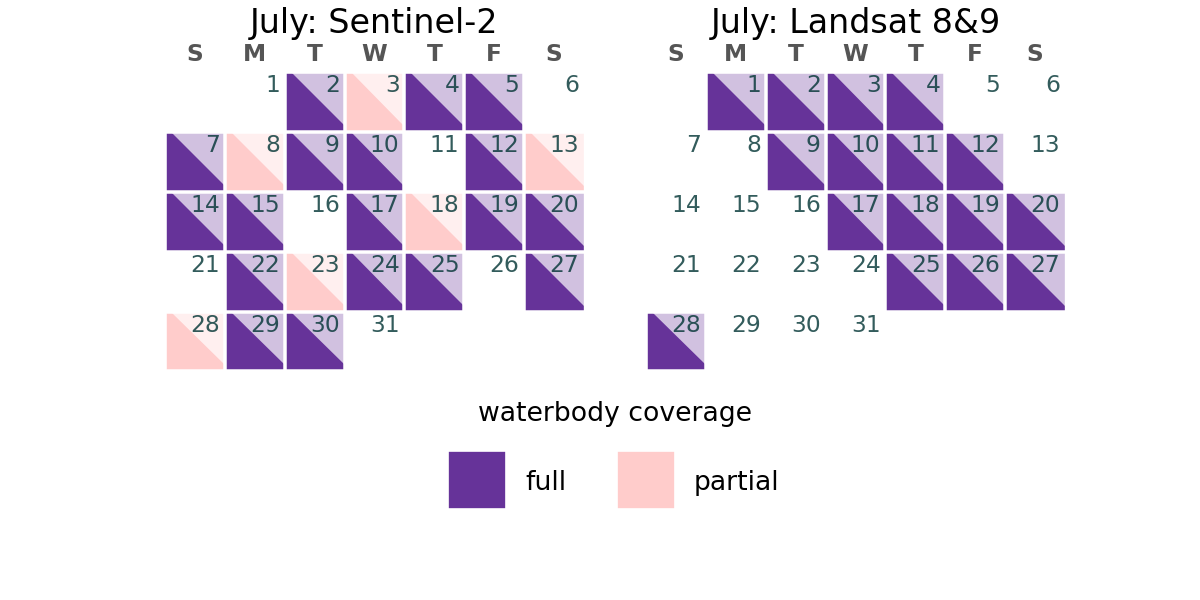 July: Sentinel-2
S M T W T F S
1 2 3 4 5 6
7 8 9 10 11 12 13
14 15 16 17 18 19 20
21 22 23 24 25 26 27
28 29 30 31
July: Landsat 8&9
S M T W T F S
1 2 3 4 5 6
7 8 9 10 11 12 13
14 15 16 17 18 19 20
21 22 23 24 25 26 27
28 29 30 31
waterbody coverage
full partial